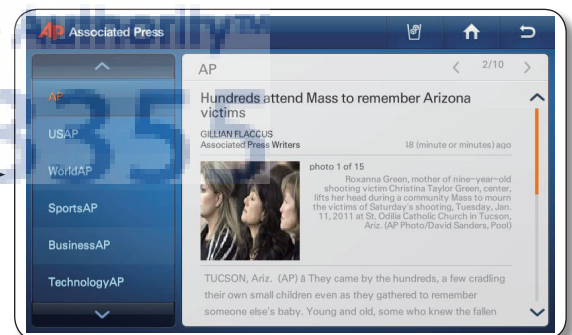 Authority™
3355
AP Associated Press
AP
USAP
WorldAP
SportsAP
BusinessAP
TechnologyAP
AP
2/10
Hundreds attend Mass to remember Arizona
victims
GILLIAN FLACCUS
Associated Press Writers
18 (minute or minutes) ago
photo 1 of 15
Roxanna Green, mother of nine-year-old
shooting victim Christina Taylor Green, center,
lifts her head during a community Mass to mourn
the victims of Saturday's shooting, Tuesday, Jan.
11, 2011 at St. Odilia Catholic Church in Tucson,
Ariz. (AP Photo/David Sanders, Pool)
TUCSON, Ariz. (AP) â They came by the hundreds, a few cradling
their own small children even as they gathered to remember
someone else's baby. Young and old, some who knew the fallen